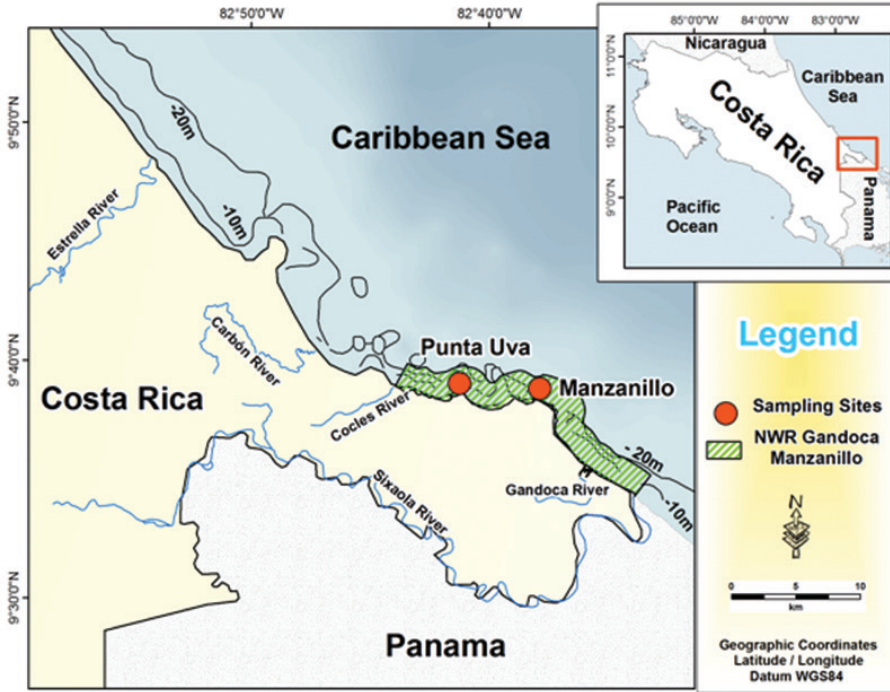 82°50'0"W
82°40'0"W
9°50'0"N
9°40'0"N
9°30'0"N
-20m
-10m
Caribbean Sea
Estrella River
Carbón River
Punta Uva
Manzanillo
Costa Rica
Cocles River
Sixaola River
Gandoca River
- 20m
-10m
Panama
85°0'0"W
84°0'0"W
83°0'0"W
11°0'0"N
10°0'0"N
9°0'0"N
Nicaragua
Caribbean
Sea
Costa Rica
Panama
Pacific
Ocean
Legend
Sampling Sites
NWR Gandoca
Manzanillo
N
0 5 10
km
Geographic Coordinates
Latitude / Longitude
Datum WGS84